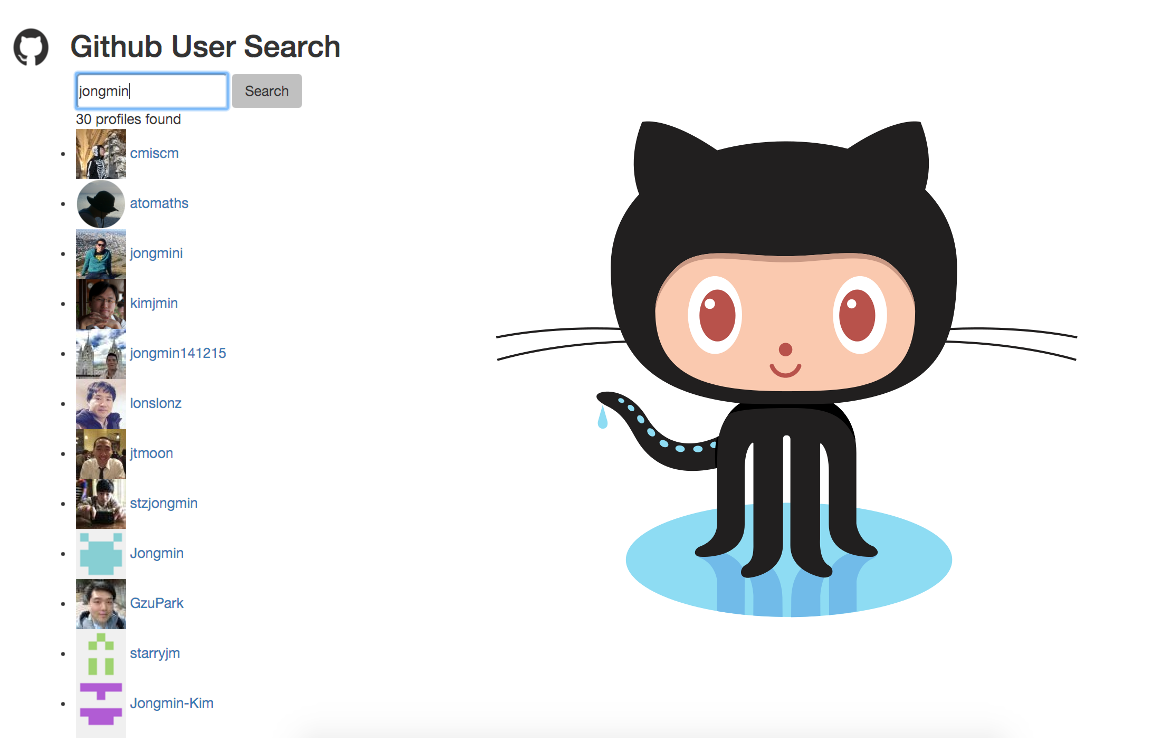 Github User Search
jongmin
Search
30 profiles found
cmiscm
atomaths
jongmini
kimjmin
jongmin141215
lonslonz
jtmoon
stzjongmin
Jongmin
GzuPark
starryjm
Jongmin-Kim